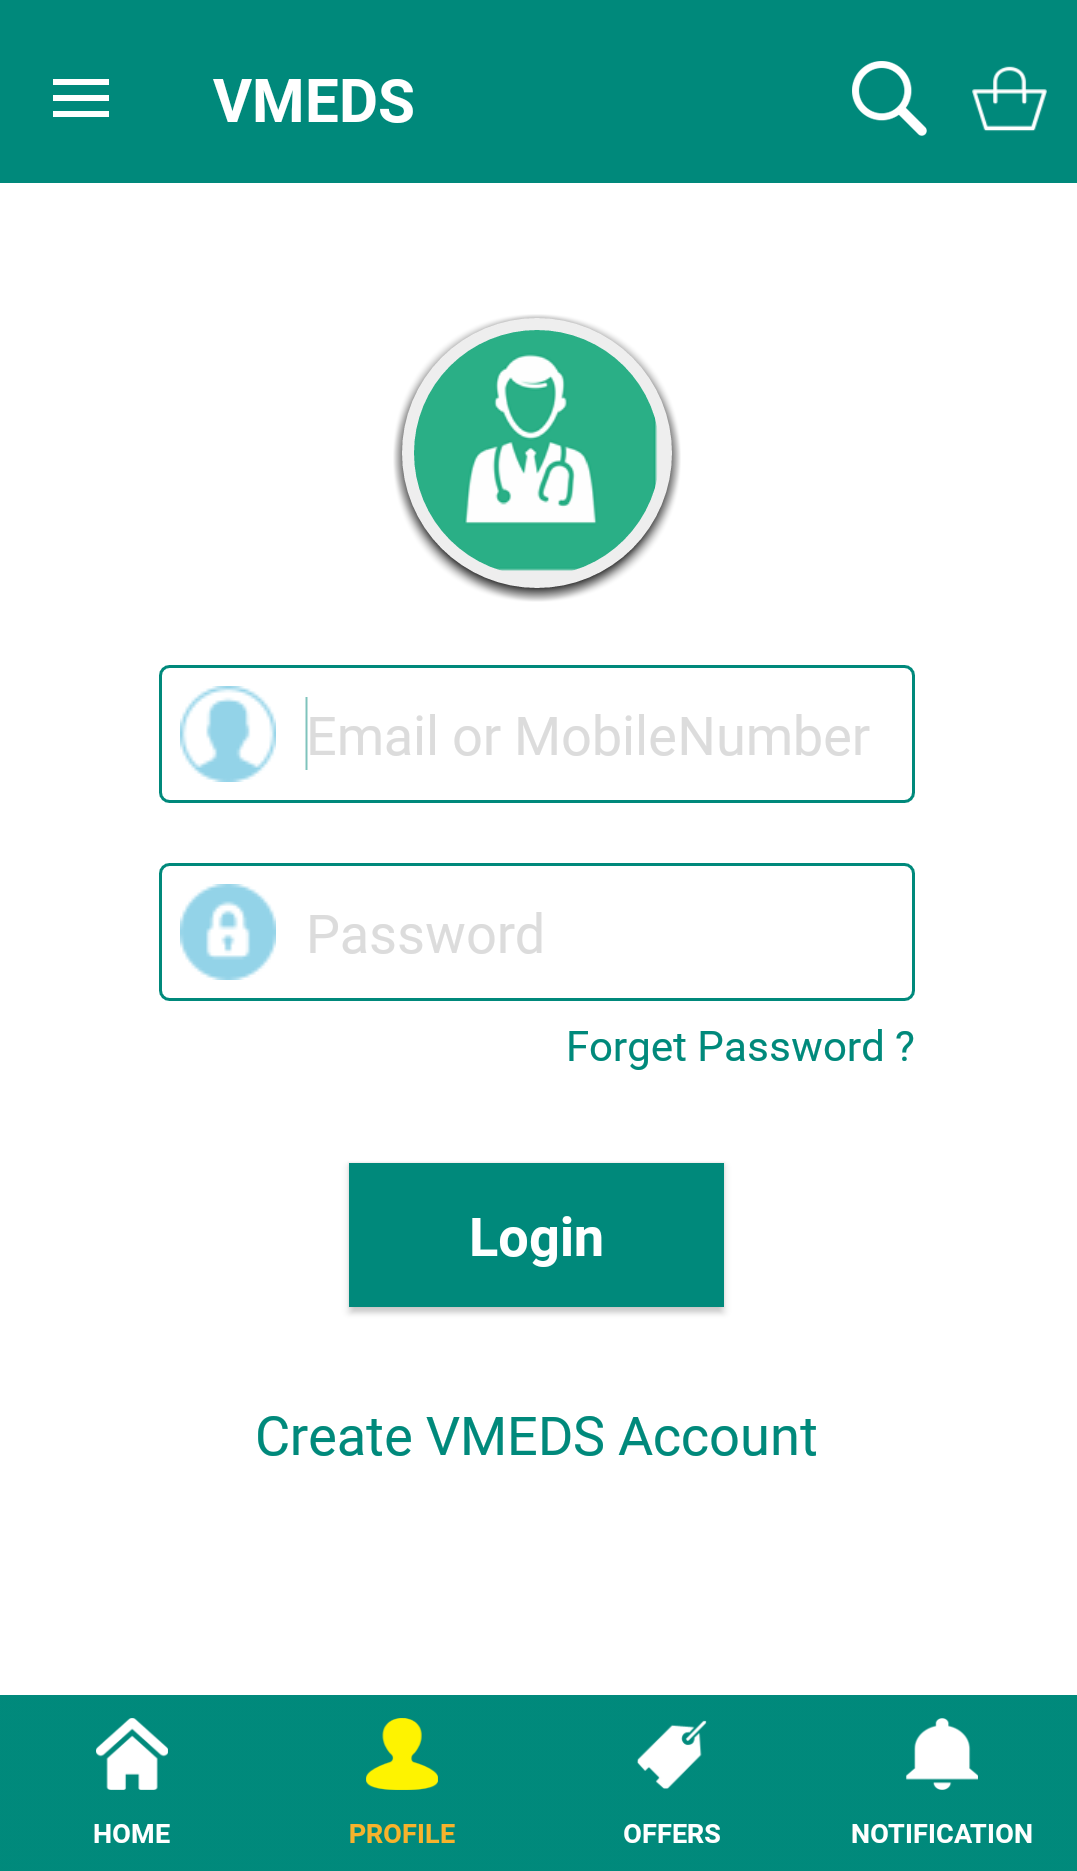 VMEDS
Email or MobileNumber
Password
Forget Password ?
Login
Create VMEDS Account
HOME PROFILE OFFERS NOTIFICATION